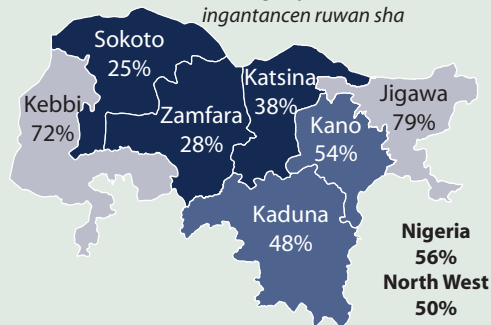 ingantancen ruwan sha
Sokoto
25%
Katsina
38%
Kebbi
72%
Zamfara
28%
Jigawa
79%
Kano
54%
Kaduna
48%
Nigeria
56%
North West
50%